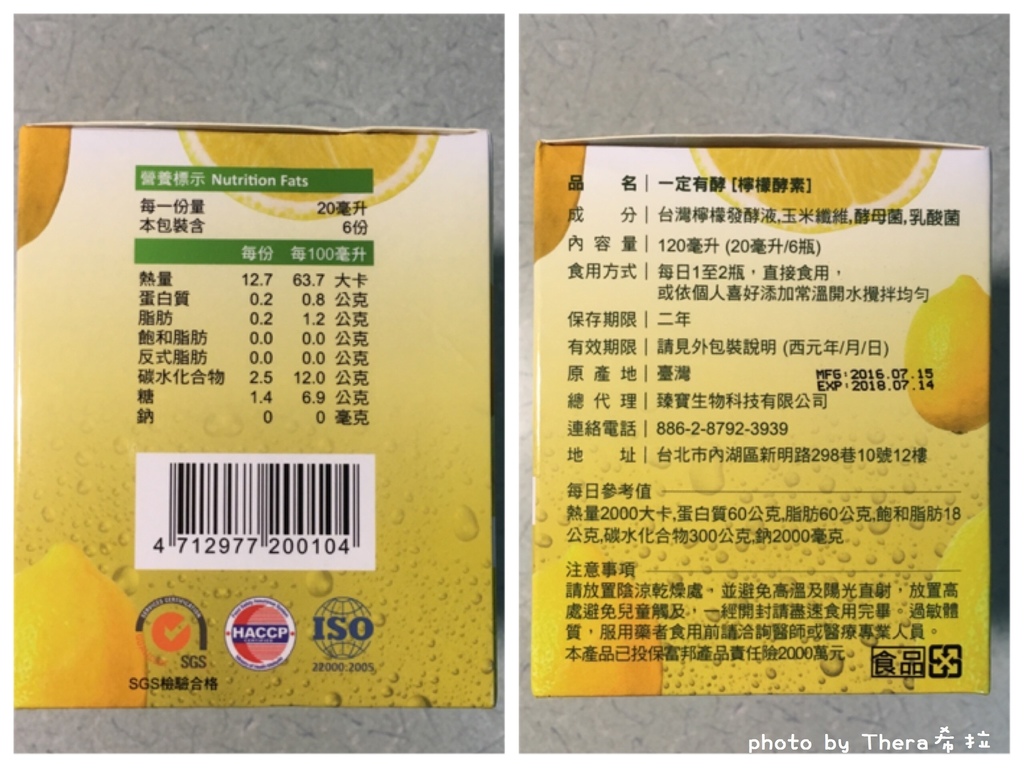 營養標示 Nutrition Fats
每一份量 20毫升
本包裝含 6份
每份 每100毫升
熱量 12.7 63.7 大卡
蛋白質 0.2 0.8 公克
脂肪 0.2 1.2 公克
飽和脂肪 0.0 0.0 公克
反式脂肪 0.0 0.0 公克
碳水化合物 2.5 12.0 公克
糖 1.4 6.9 公克
鈉 0 0 毫克
4 712977 200104
SERVICES CERTIFICATION
SGS
HACCP
CERTIFIED
ISO
22000:2005
SGS檢驗合格
品名｜一定有酵 [檸檬酵素]
成分｜台灣檸檬發酵液,玉米纖維,酵母菌,乳酸菌
內容量｜120毫升 (20毫升/6瓶)
食用方式｜每日1至2瓶，直接食用，
或依個人喜好添加常溫開水攪拌均勻
保存期限｜二年
有效期限｜請見外包裝說明 (西元年/月/日)
原產地｜臺灣
MFG:2016.07.15
EXP:2018.07.14
總代理｜臻寶生物科技有限公司
連絡電話｜886-2-8792-3939
地址｜台北市內湖區新明路298巷10號12樓
每日參考值
熱量2000大卡,蛋白質60公克,脂肪60公克,飽和脂肪18
公克,碳水化合物300公克,鈉2000毫克
注意事項
請放置陰涼乾燥處，並避免高溫及陽光直射，放置高
處避免兒童觸及，一經開封請盡速食用完畢。過敏體
質，服用藥者食用前請洽詢醫師或醫療專業人員。
本產品已投保富邦產品責任險2000萬元。
食品
photo by Thera希拉